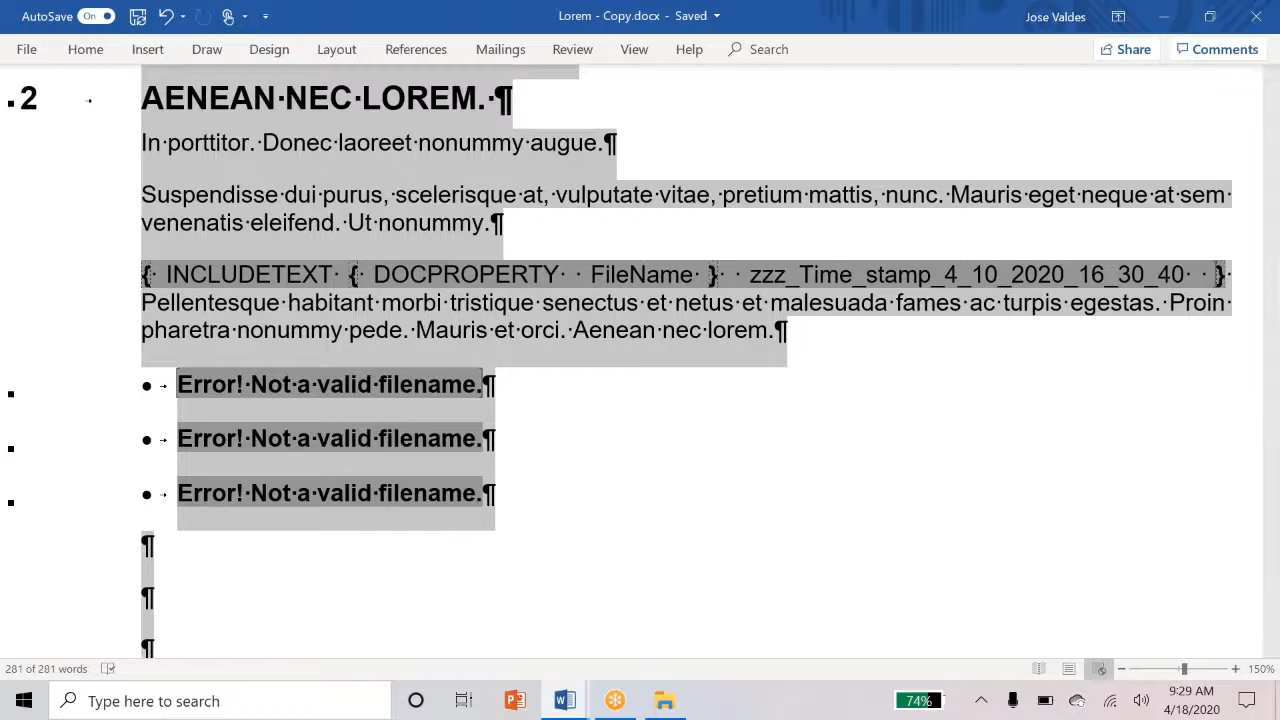 AutoSave On Lorem - Copy.docx - Saved Jose Valdes
File Home Insert Draw Design Layout References Mailings Review View Help Search Share Comments
2 → AENEAN·NEC·LOREM.·¶
In·porttitor.·Donec·laoreet·nonummy·augue.¶
Suspendisse·dui·purus,·scelerisque·at,·vulputate·vitae,·pretium·mattis,·nunc.·Mauris·eget·neque·at·sem·
venenatis·eleifend.·Ut·nonummy.¶
{· INCLUDETEXT· {· DOCPROPERTY· · FileName· }· · zzz_Time_stamp_4_10_2020_16_30_40· · }·
Pellentesque·habitant·morbi·tristique·senectus·et·netus·et·malesuada·fames·ac·turpis·egestas.·Proin·
pharetra·nonummy·pede.·Mauris·et·orci.·Aenean·nec·lorem.¶
● → Error!·Not·a·valid·filename.¶
● → Error!·Not·a·valid·filename.¶
● → Error!·Not·a·valid·filename.¶
¶
¶
¶
281 of 281 words 150%
Type here to search 74% 9:29 AM
4/18/2020